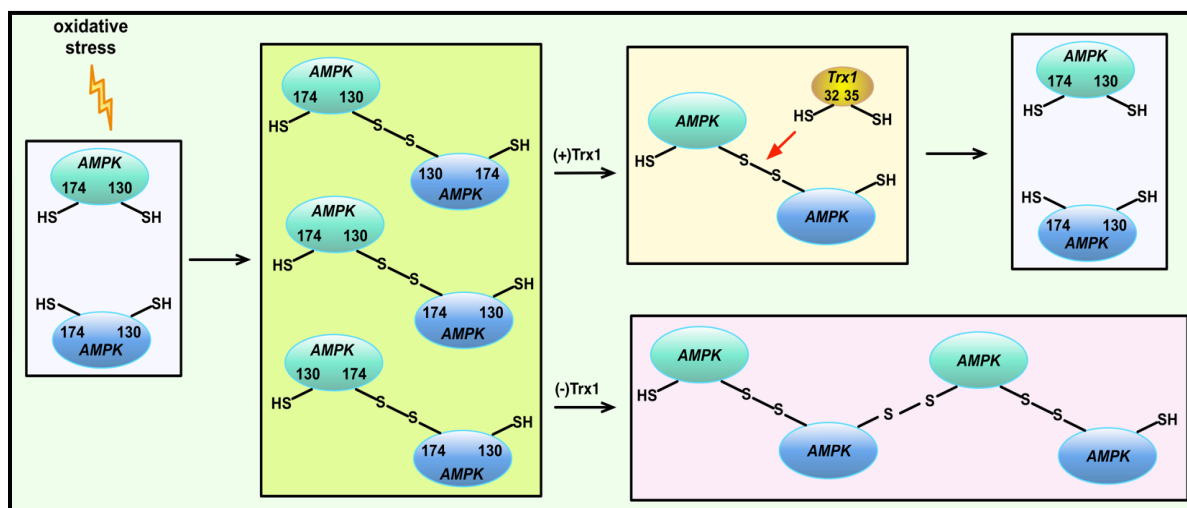 oxidative
stress
AMPK
174 130
HS SH
HS SH
174 130
AMPK
AMPK
174 130
HS S S SH
130 174
AMPK
AMPK
174 130
HS S S SH
174 130
AMPK
AMPK
130 174
HS S S SH
174 130
AMPK
(+)Trx1
(-)Trx1
Trx1
32 35
HS SH
AMPK
HS S S SH
AMPK
AMPK
174 130
HS SH
HS SH
174 130
AMPK
AMPK AMPK
HS S S S S S S SH
AMPK AMPK